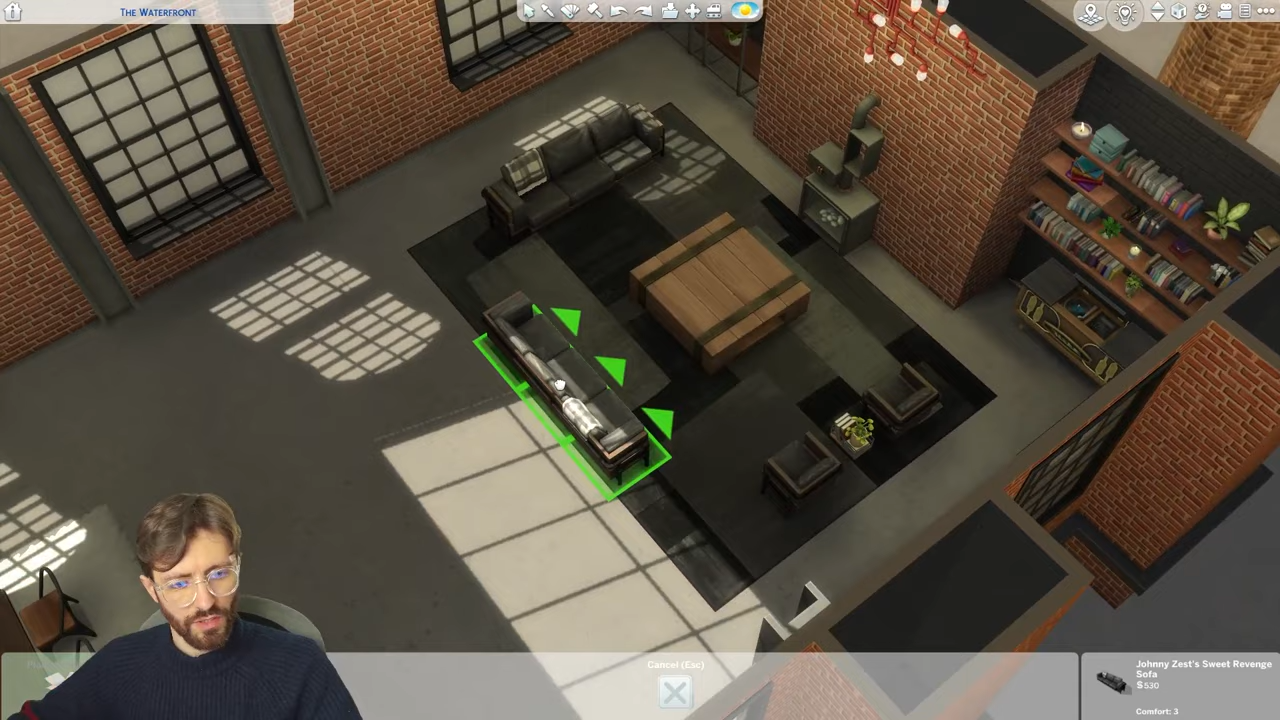 The Waterfront
Cancel (Esc)
Johnny Zest's Sweet Revenge
Sofa
§530
Comfort: 3